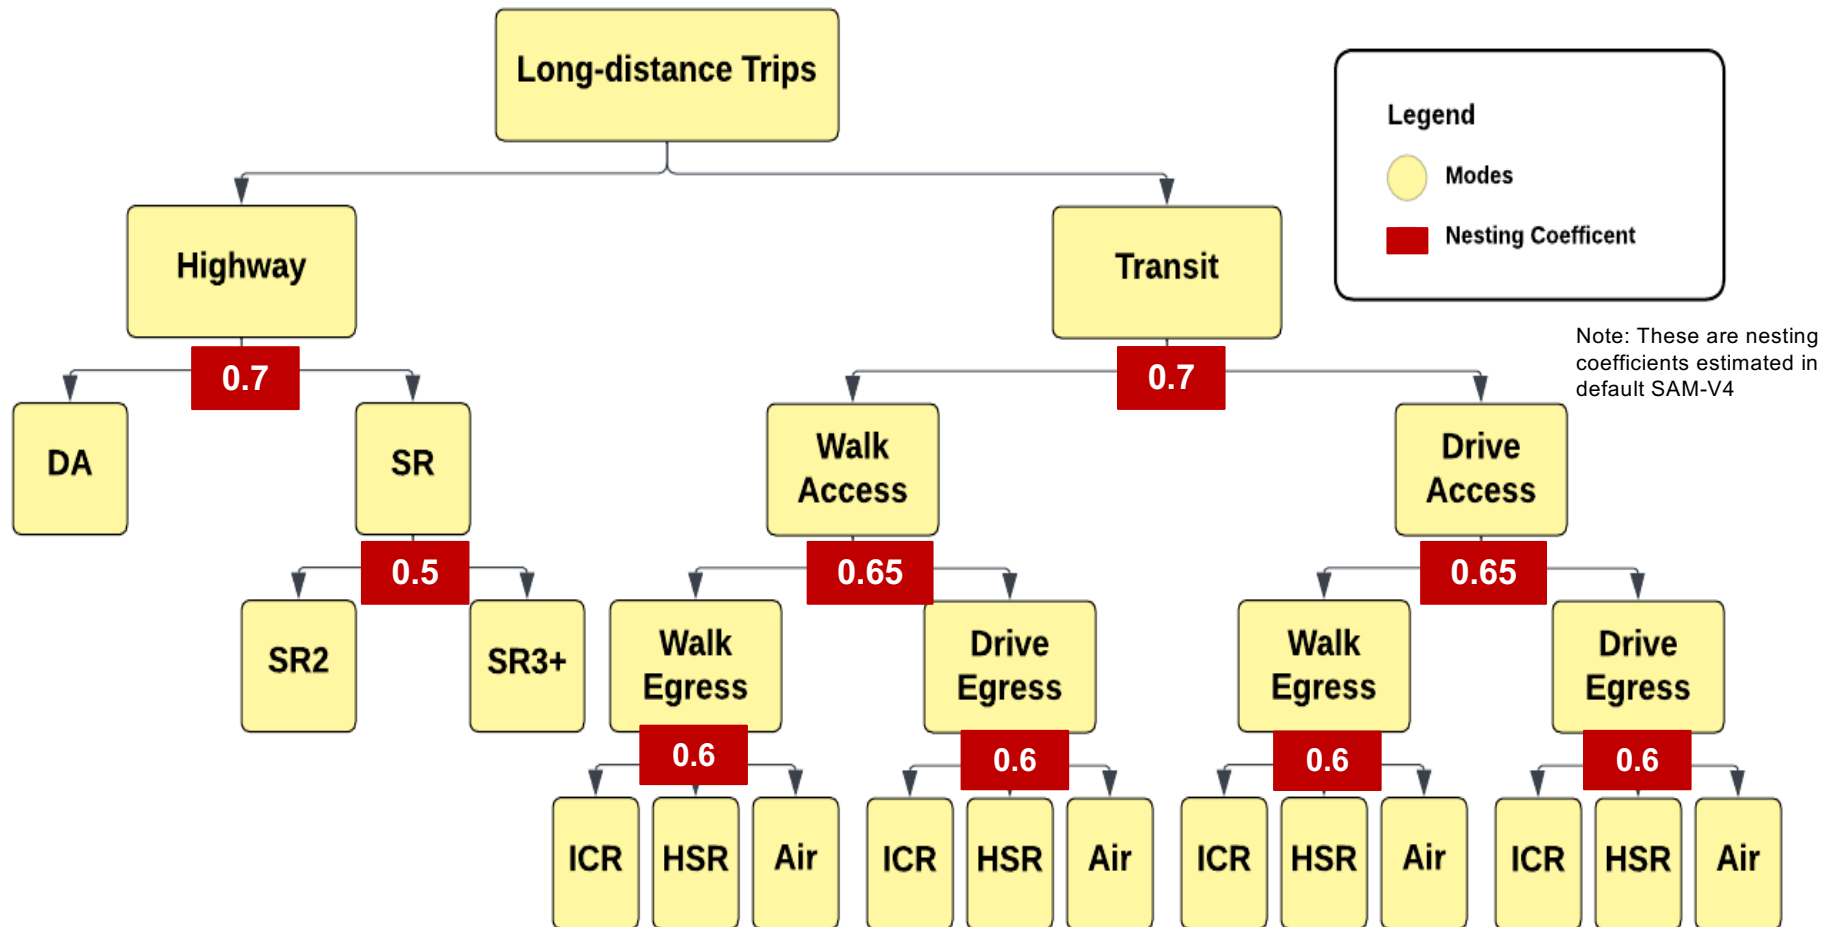 Long-distance Trips
Legend
Modes
Nesting Coefficent
Highway
Transit
Note: These are nesting
coefficients estimated in
default SAM-V4
0.7
0.7
DA
SR
Walk
Access
Drive
Access
0.5
0.65
0.65
SR2
SR3+
Walk
Egress
Drive
Egress
Walk
Egress
Drive
Egress
0.6
0.6
0.6
0.6
ICR
HSR
Air
ICR
HSR
Air
ICR
HSR
Air
ICR
HSR
Air